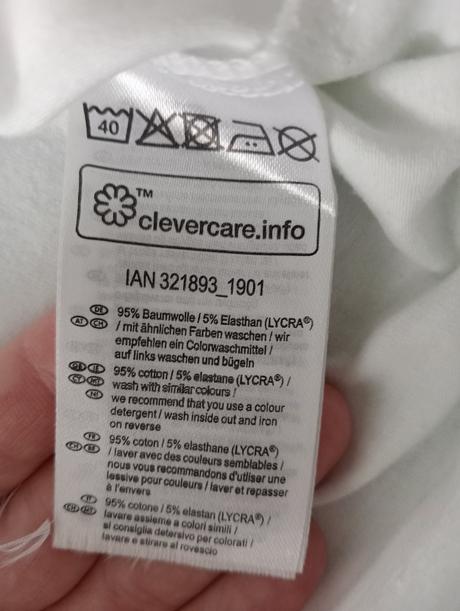 40
TM
clevercare.info
IAN 321893_1901
DE AT CH 95% Baumwolle / 5% Elasthan (LYCRA®)
/ mit ähnlichen Farben waschen / wir
empfehlen ein Colorwaschmittel /
auf links waschen und bügeln
GB IE CY MT NI 95% cotton / 5% elastane (LYCRA®) /
wash with similar colours /
we recommend that you use a colour
detergent / wash inside out and iron
on reverse
FR CH BE 95% coton / 5% elasthane (LYCRA®)
/ laver avec des couleurs semblables /
nous vous recommandons d'utliser une
lessive pour couleurs / laver et repasser
à l'envers
IT CH MT 95% cotone / 5% elastan (LYCRA®) /
lavare assieme a colori simili /
si consiglia detersivo per colorati /
lavare e stirare al rovescio